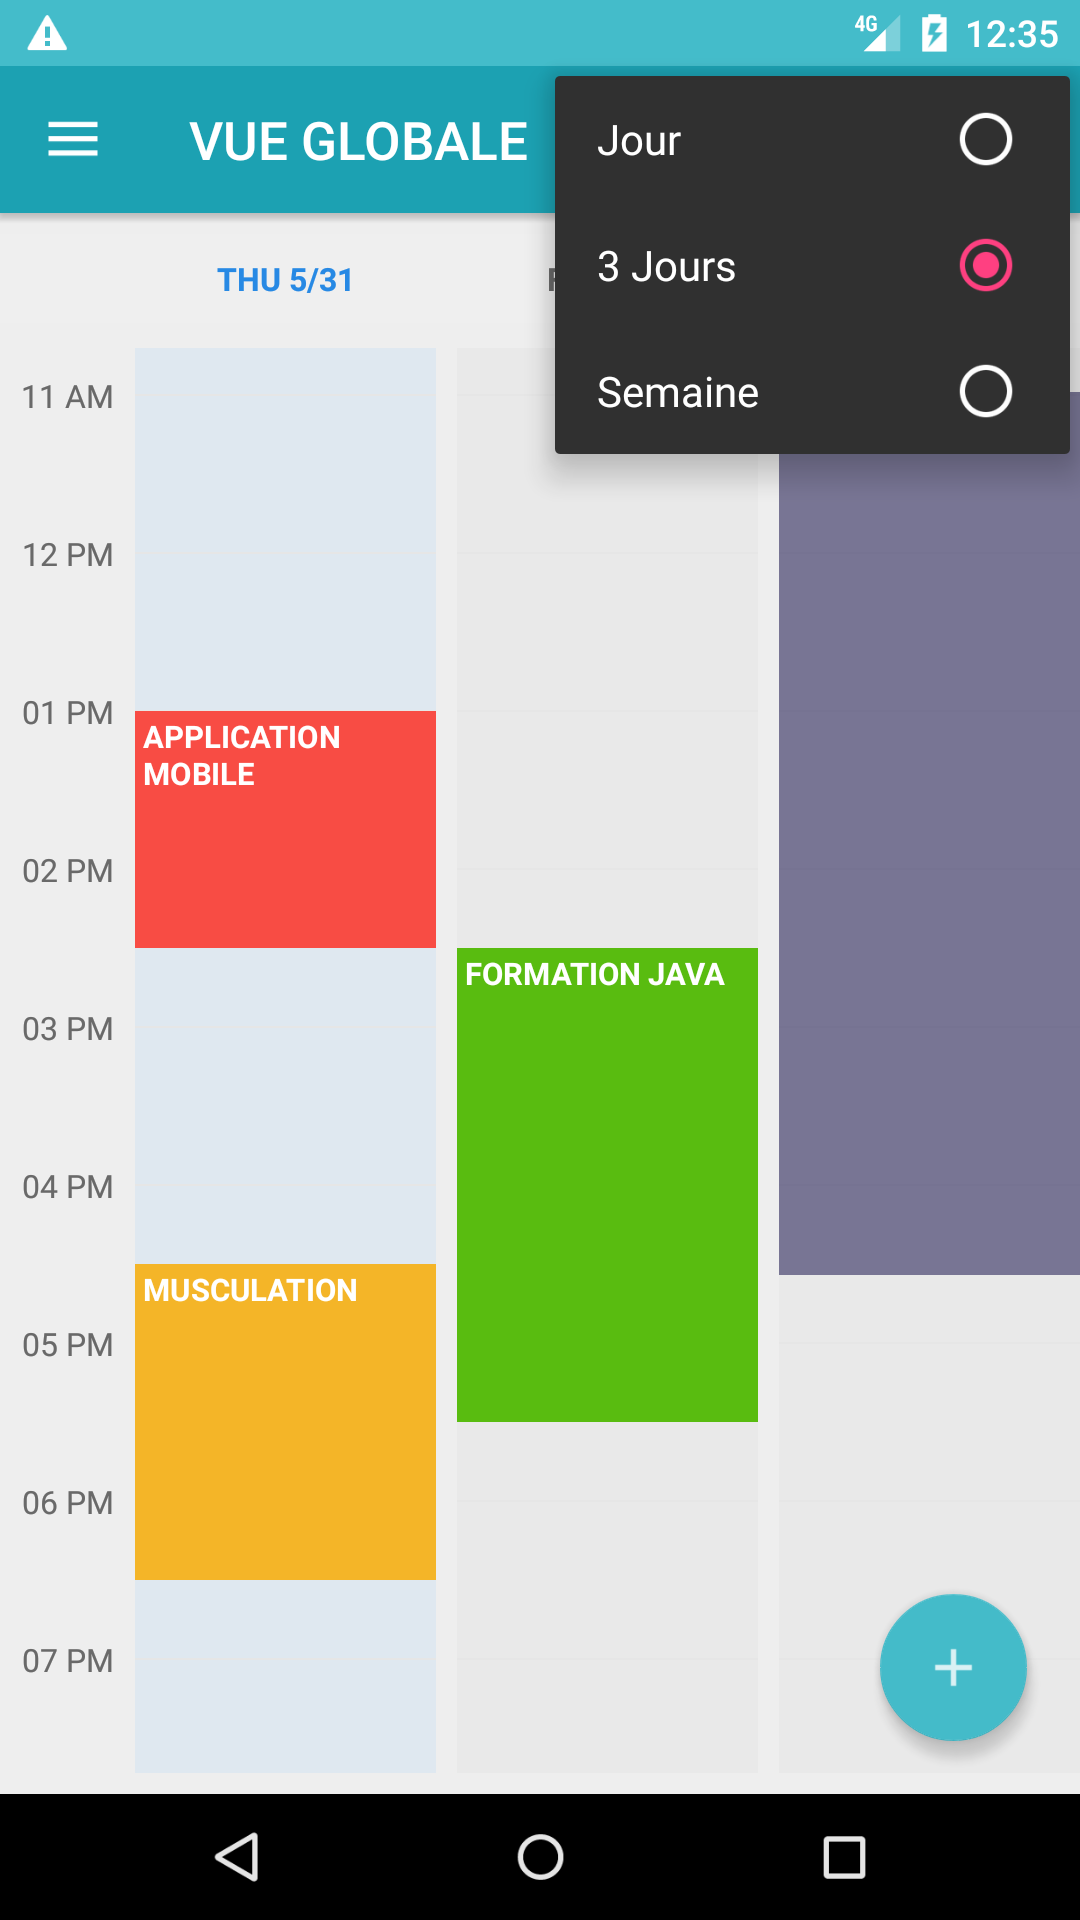 4G
12:35
VUE GLOBALE
Jour
3 Jours
Semaine
THU 5/31
11 AM
12 PM
01 PM
APPLICATION
MOBILE
02 PM
FORMATION JAVA
03 PM
04 PM
MUSCULATION
05 PM
06 PM
07 PM